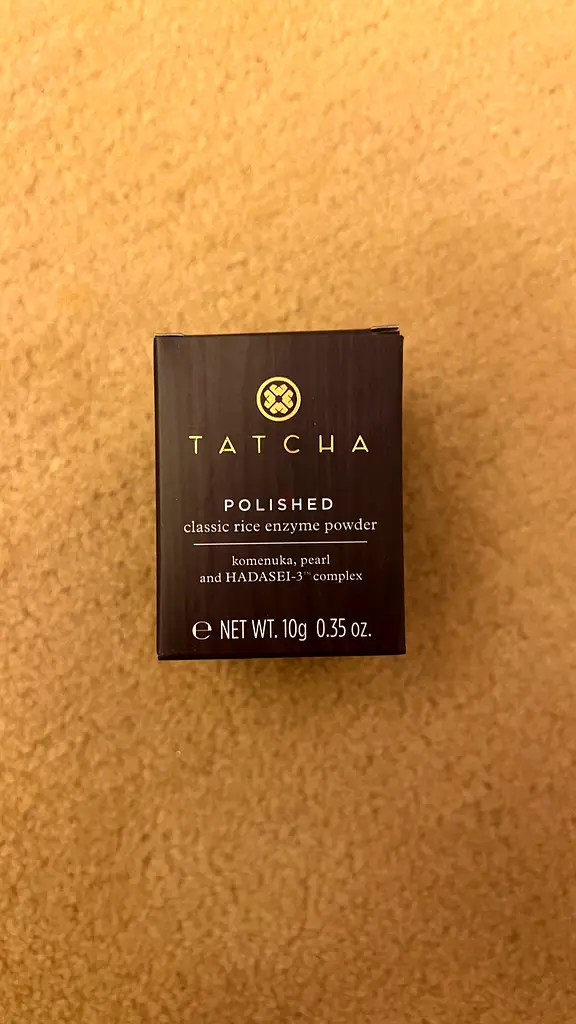 TATCHA
POLISHED
classic rice enzyme powder
komenuka, pearl
and HADASEI-3™ complex
℮ NET WT. 10g 0.35 oz.